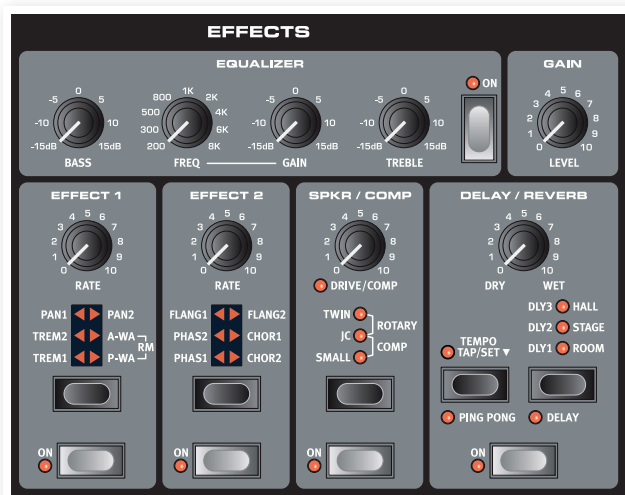 EFFECTS
EQUALIZER
-15dB -10 -5 0 5 10 15dB
BASS
200 300 500 800 1K 2K 4K 6K 8K
FREQ
-15dB -10 -5 0 5 10 15dB
GAIN
-15dB -10 -5 0 5 10 15dB
TREBLE
ON
GAIN
0 1 2 3 4 5 6 7 8 9 10
LEVEL
EFFECT 1
0 1 2 3 4 5 6 7 8 9 10
RATE
PAN1 PAN2
TREM2 A-WA
RM
TREM1 P-WA
ON
EFFECT 2
0 1 2 3 4 5 6 7 8 9 10
RATE
FLANG1 FLANG2
PHAS2 CHOR1
PHAS1 CHOR2
ON
SPKR / COMP
0 1 2 3 4 5 6 7 8 9 10
DRIVE/COMP
TWIN
ROTARY
JC
COMP
SMALL
ON
DELAY / REVERB
0 1 2 3 4 5 6 7 8 9 10
DRY WET
DLY3 HALL
DLY2 STAGE
DLY1 ROOM
TEMPO
TAP/SET ▼
PING PONG DELAY
ON